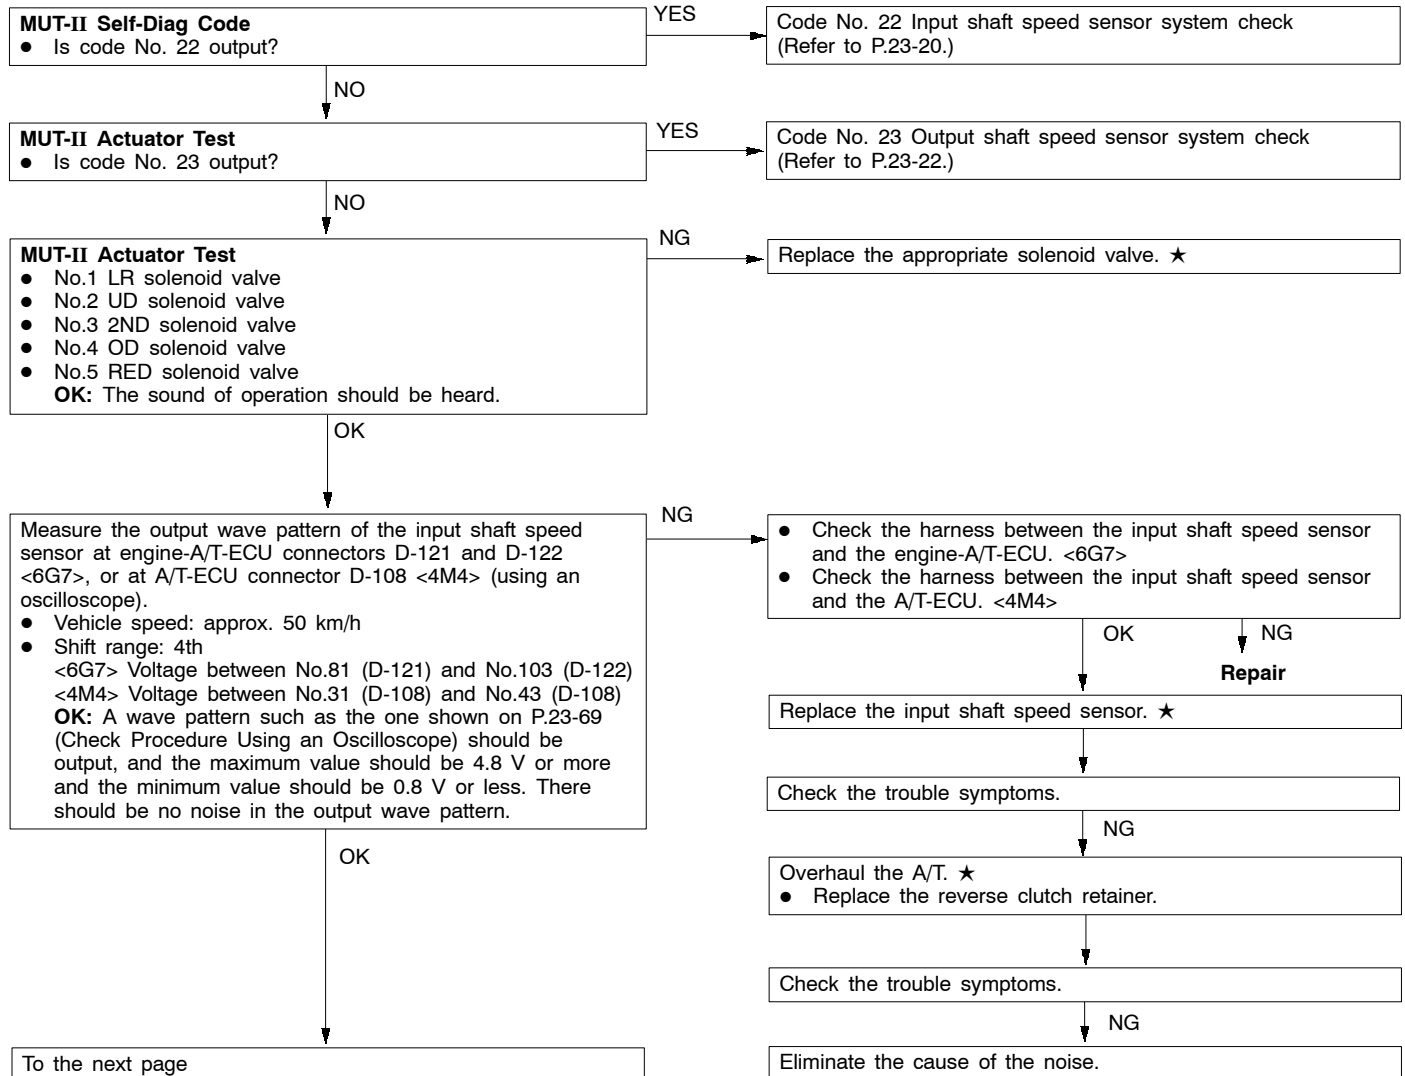 MUT-II Self-Diag Code
● Is code No. 22 output?
YES
Code No. 22 Input shaft speed sensor system check
(Refer to P.23-20.)
NO
MUT-II Actuator Test
● Is code No. 23 output?
YES
Code No. 23 Output shaft speed sensor system check
(Refer to P.23-22.)
NO
MUT-II Actuator Test
● No.1 LR solenoid valve
● No.2 UD solenoid valve
● No.3 2ND solenoid valve
● No.4 OD solenoid valve
● No.5 RED solenoid valve
OK: The sound of operation should be heard.
NG
Replace the appropriate solenoid valve. ★
OK
Measure the output wave pattern of the input shaft speed
sensor at engine-A/T-ECU connectors D-121 and D-122
<6G7>, or at A/T-ECU connector D-108 <4M4> (using an
oscilloscope).
● Vehicle speed: approx. 50 km/h
● Shift range: 4th
<6G7> Voltage between No.81 (D-121) and No.103 (D-122)
<4M4> Voltage between No.31 (D-108) and No.43 (D-108)
OK: A wave pattern such as the one shown on P.23-69
(Check Procedure Using an Oscilloscope) should be
output, and the maximum value should be 4.8 V or more
and the minimum value should be 0.8 V or less. There
should be no noise in the output wave pattern.
NG
● Check the harness between the input shaft speed sensor
and the engine-A/T-ECU. <6G7>
● Check the harness between the input shaft speed sensor
and the A/T-ECU. <4M4>
OK
NG
Repair
Replace the input shaft speed sensor. ★
Check the trouble symptoms.
NG
Overhaul the A/T. ★
● Replace the reverse clutch retainer.
Check the trouble symptoms.
NG
Eliminate the cause of the noise.
OK
To the next page